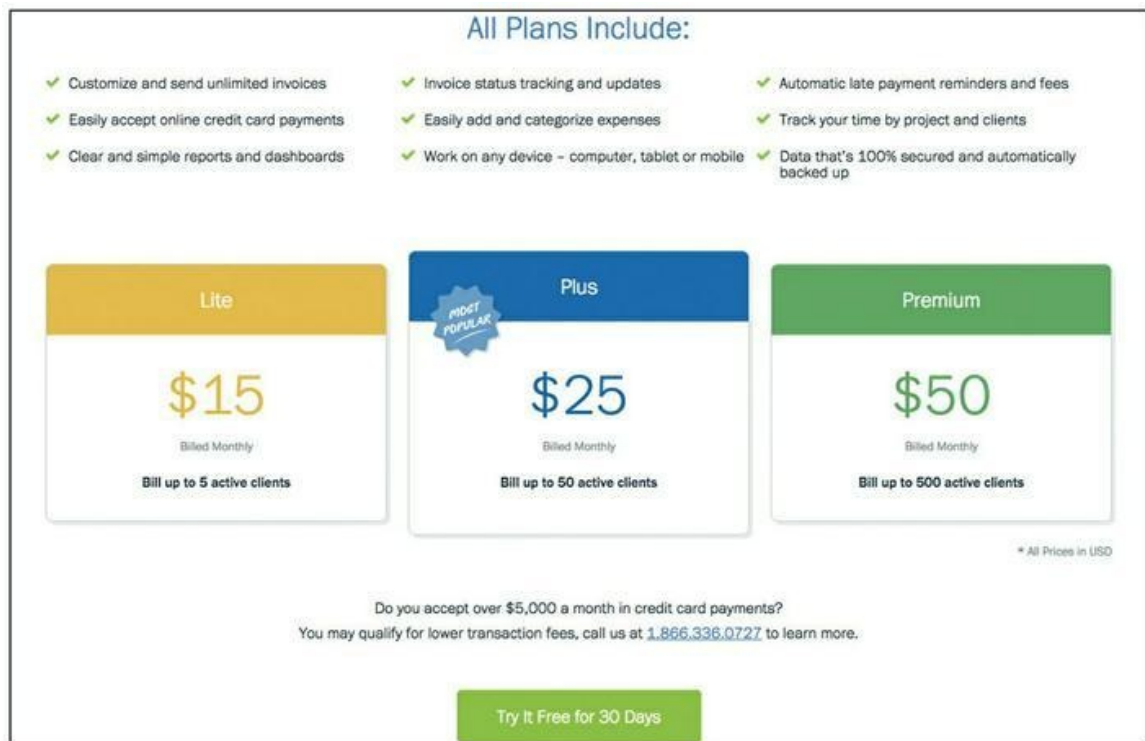 All Plans Include:
Customize and send unlimited invoices
Easily accept online credit card payments
Clear and simple reports and dashboards
Invoice status tracking and updates
Easily add and categorize expenses
Work on any device – computer, tablet or mobile
Automatic late payment reminders and fees
Track your time by project and clients
Data that's 100% secured and automatically
backed up
Lite
$15
Billed Monthly
Bill up to 5 active clients
MOST
POPULAR
Plus
$25
Billed Monthly
Bill up to 50 active clients
Premium
$50
Billed Monthly
Bill up to 500 active clients
* All Prices in USD
Do you accept over $5,000 a month in credit card payments?
You may qualify for lower transaction fees, call us at 1.866.336.0727 to learn more.
Try It Free for 30 Days